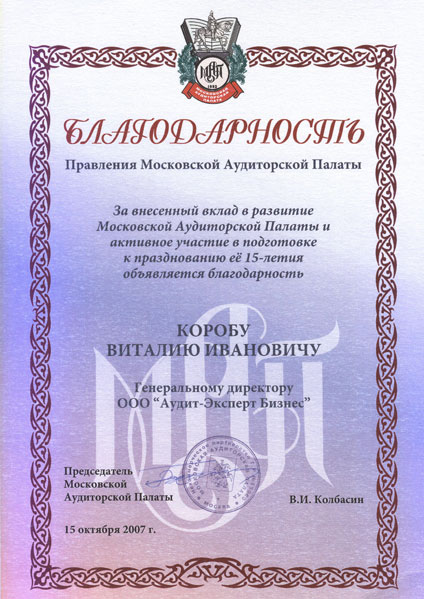 МАП
1992
МОСКОВСКАЯ
АУДИТОРСКАЯ
ПАЛАТА
БЛАГОДАРНОСТЬ
Правления Московской Аудиторской Палаты
За внесенный вклад в развитие
Московской Аудиторской Палаты и
активное участие в подготовке
к празднованию её 15-летия
объявляется благодарность
КОРОБУ
ВИТАЛИЮ ИВАНОВИЧУ
Генеральному директору
ООО “Аудит-Эксперт Бизнес”
Председатель
Московской
Аудиторской Палаты
В.И. Колбасин
15 октября 2007 г.